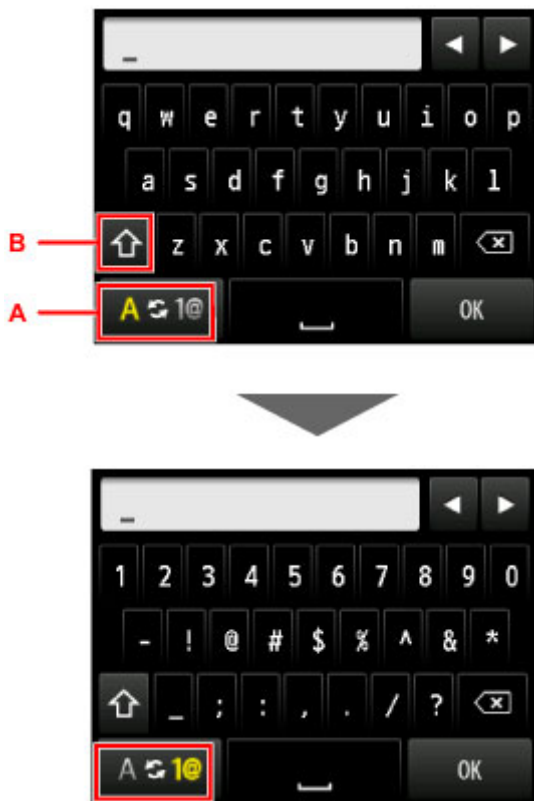 _
q w e r t y u i o p
a s d f g h j k l
B z x c v b n m
A A 1@ OK
_
1 2 3 4 5 6 7 8 9 0
- ! @ # $ % ^ & *
_ ; : , . / ?
A 1@ OK